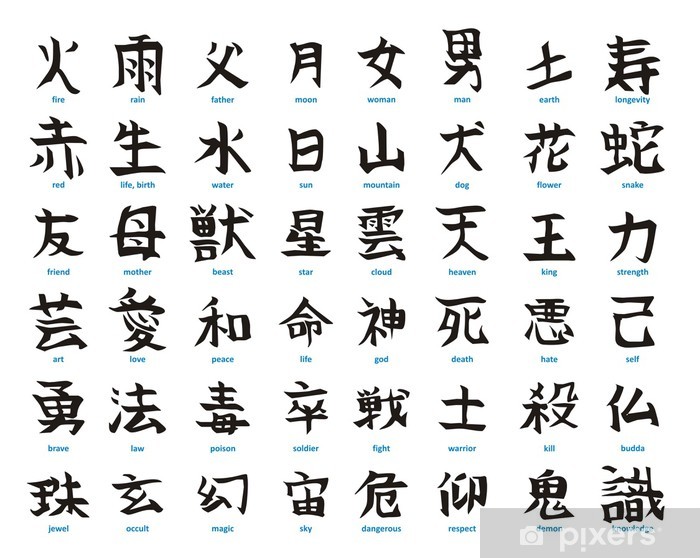 火 雨 父 月 女 男 土 寿
fire rain father moon woman man earth longevity
赤 生 水 日 山 犬 花 蛇
red life, birth water sun mountain dog flower snake
友 母 獣 星 雲 天 王 力
friend mother beast star cloud heaven king strength
芸 愛 和 命 神 死 悪 己
art love peace life god death hate self
勇 法 毒 卒 戦 士 殺 仏
brave law poison soldier fight warrior kill budda
珠 玄 幻 宙 危 仰 鬼 識
jewel occult magic sky dangerous respect demon knowledge
pixers